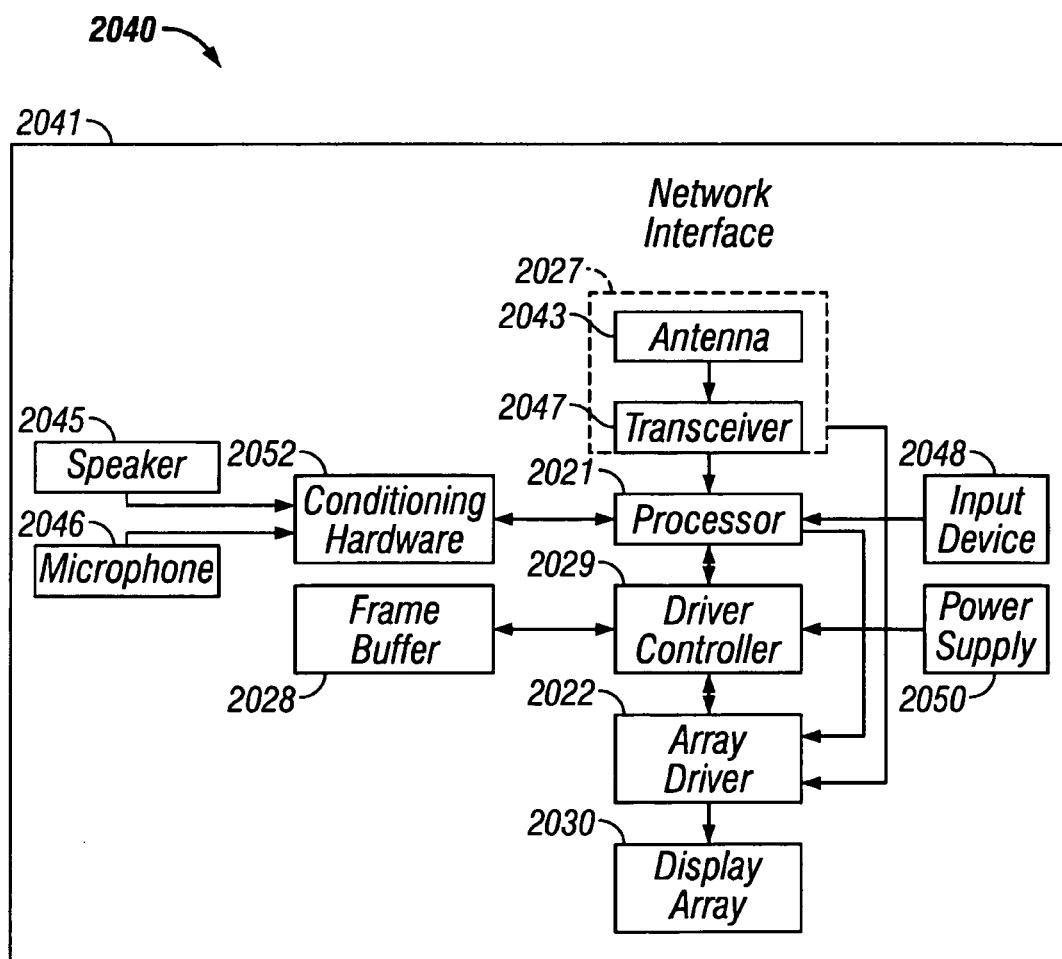 2040
2041
Network
Interface
2027
2043
Antenna
2047
Transceiver
2045
Speaker
2046
Microphone
2052
Conditioning
Hardware
2021
Processor
2048
Input
Device
Frame
Buffer
2028
2029
Driver
Controller
Power
Supply
2050
2022
Array
Driver
2030
Display
Array